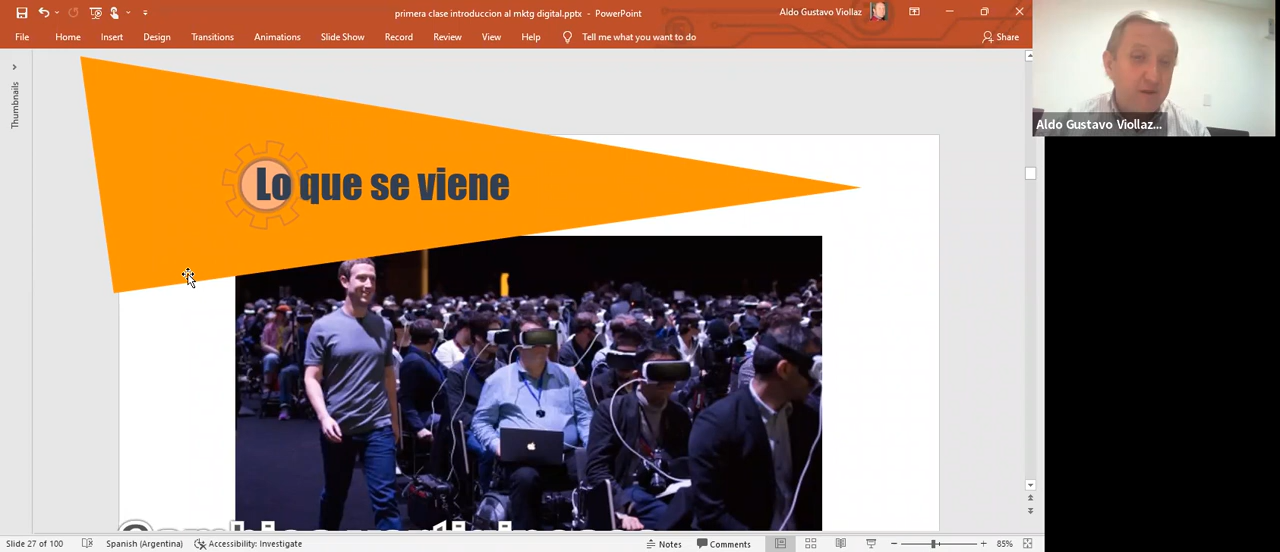 primera clase introduccion al mktg digital.pptx - PowerPoint
Aldo Gustavo Viollaz
File Home Insert Design Transitions Animations Slide Show Record Review View Help Tell me what you want to do Share
Thumbnails
Aldo Gustavo Viollaz...
Lo que se viene
Slide 27 of 100 Spanish (Argentina) Accessibility: Investigate Notes Comments 85%